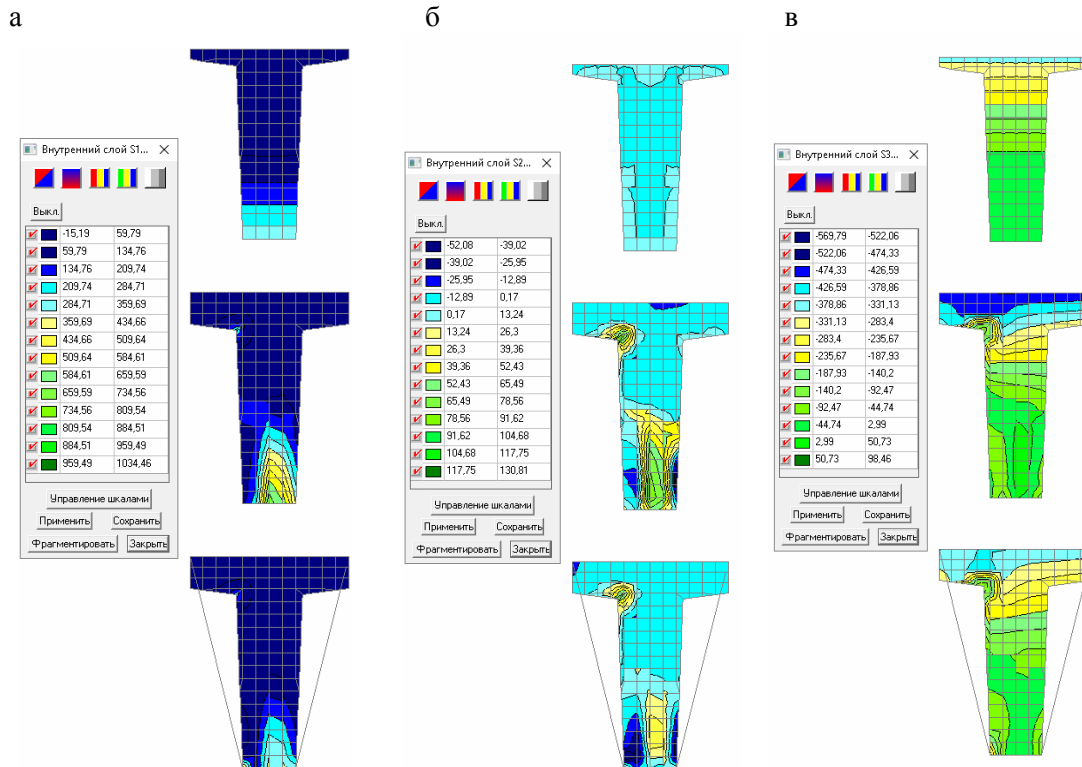 а
б
в
Внутренний слой S1...
Выкл.
-15,19 59,79
59,79 134,76
134,76 209,74
209,74 284,71
284,71 359,69
359,69 434,66
434,66 509,64
509,64 584,61
584,61 659,59
659,59 734,56
734,56 809,54
809,54 884,51
884,51 959,49
959,49 1034,46
Управление шкалами
Применить Сохранить
Фрагментировать Закрыть
Внутренний слой S2...
Выкл.
-52,08 -39,02
-39,02 -25,95
-25,95 -12,89
-12,89 0,17
0,17 13,24
13,24 26,3
26,3 39,36
39,36 52,43
52,43 65,49
65,49 78,56
78,56 91,62
91,62 104,68
104,68 117,75
117,75 130,81
Управление шкалами
Применить Сохранить
Фрагментировать Закрыть
Внутренний слой S3...
Выкл.
-569,79 -522,06
-522,06 -474,33
-474,33 -426,59
-426,59 -378,86
-378,86 -331,13
-331,13 -283,4
-283,4 -235,67
-235,67 -187,93
-187,93 -140,2
-140,2 -92,47
-92,47 -44,74
-44,74 2,99
2,99 50,73
50,73 98,46
Управление шкалами
Применить Сохранить
Фрагментировать Закрыть